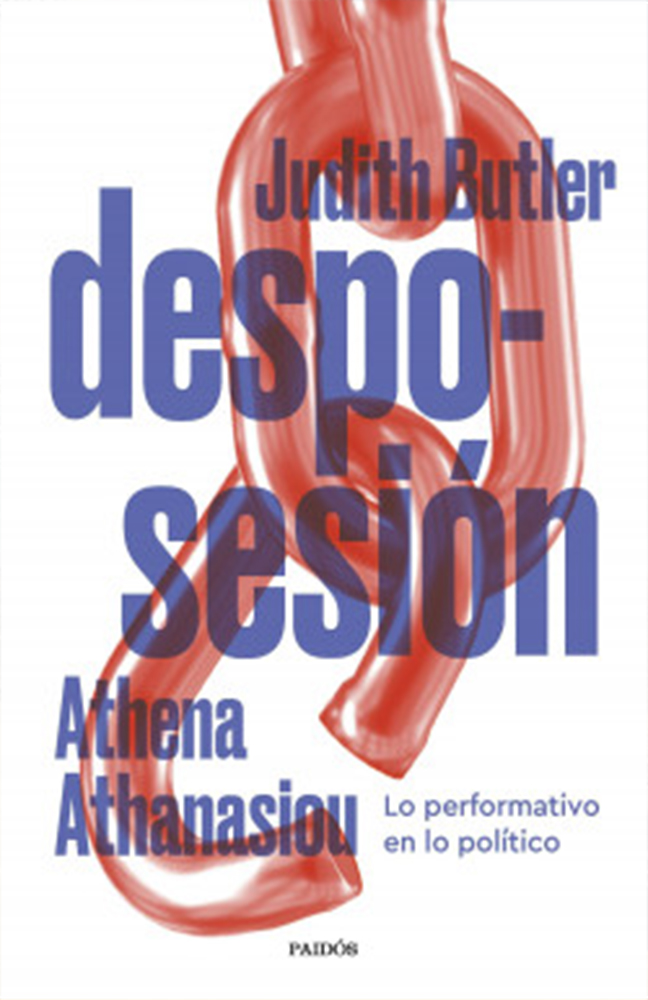 Judith Butler
despo-
sesión
Athena
Athanasiou
Lo performativo
en lo político
PAIDÓS